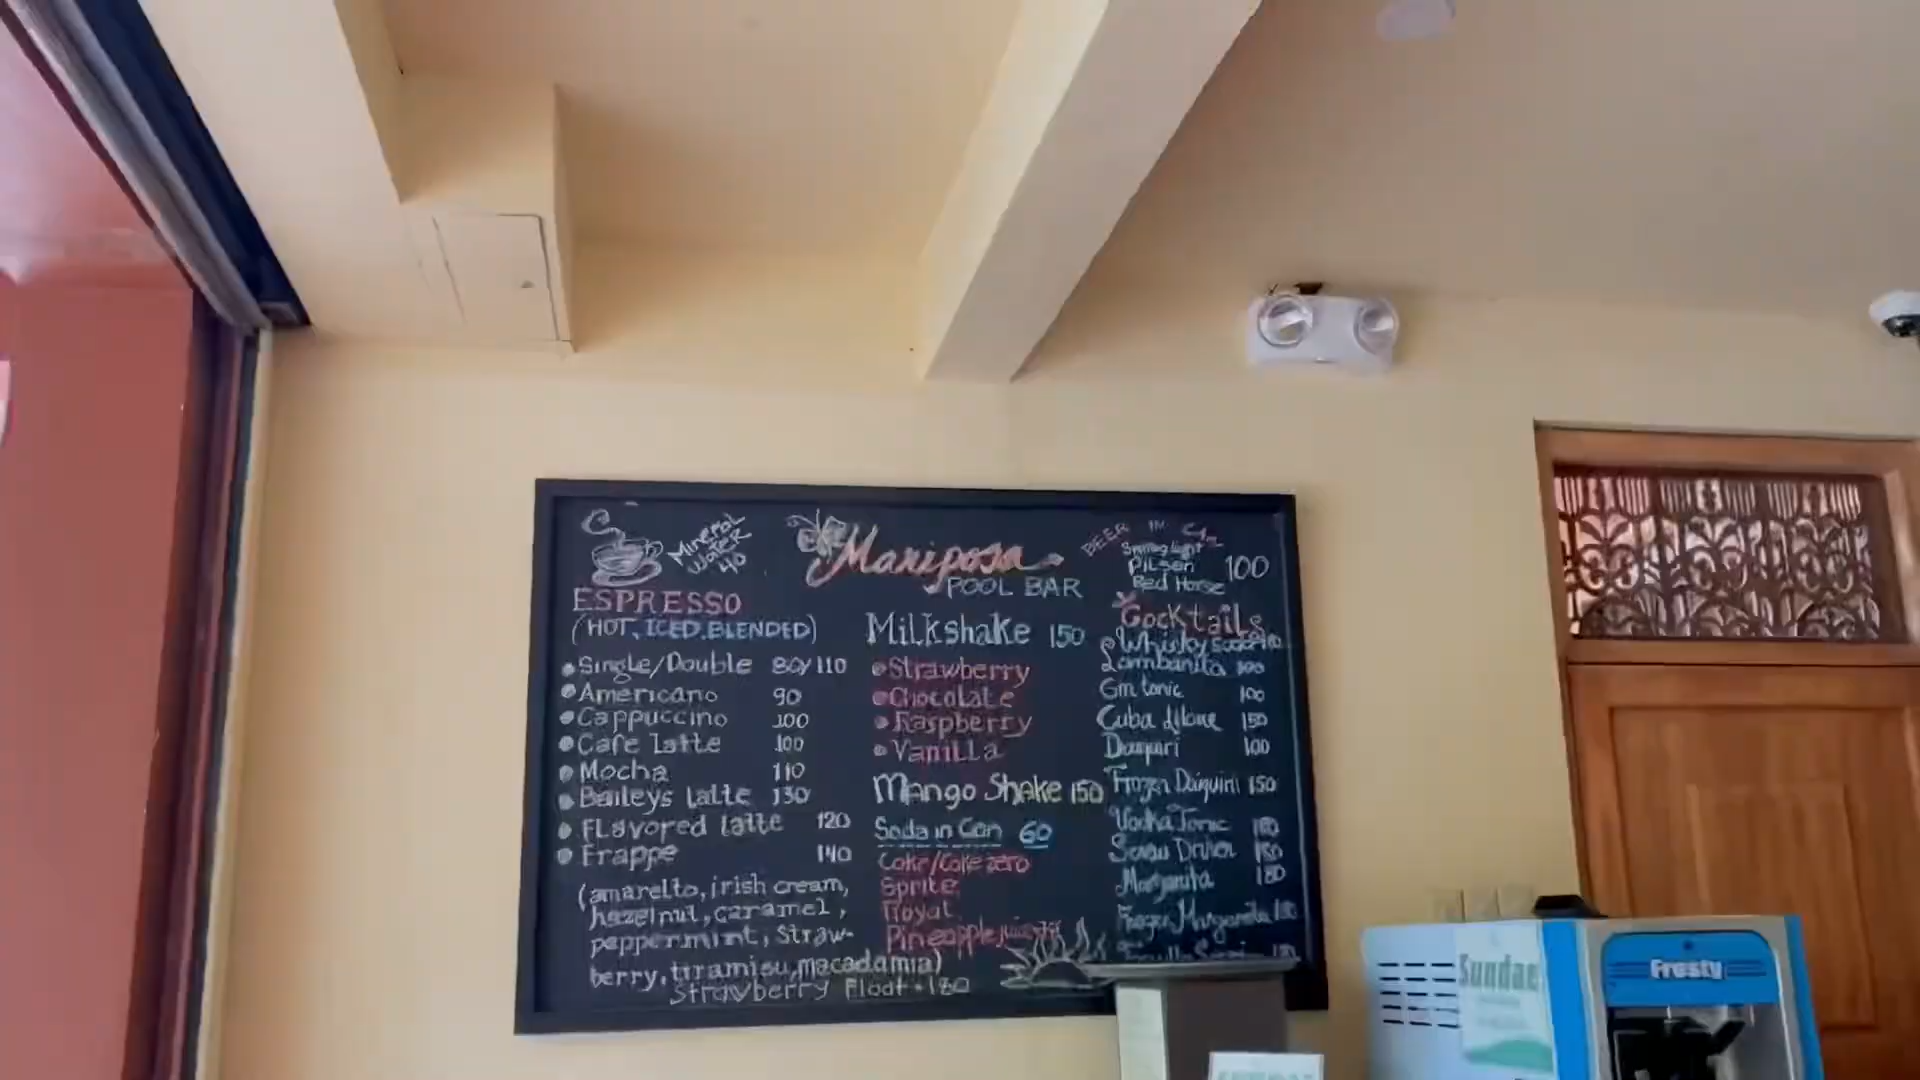 Mineral
Water
40
Mariposa
POOL BAR
BEER IN Can
San mig light
Pilsen
Red Horse
100
ESPRESSO
(HOT, ICED, BLENDED)
Single/Double 80/110
Americano 90
Cappuccino 100
Cafe latte 100
Mocha 110
Baileys latte 130
FLavored latte 120
Frappe 140
(amaretto, irish cream,
hazelnut, caramel,
peppermint, Straw-
berry, tiramisu, macadamia)
Strawberry Float - 180
Milkshake 150
Strawberry
Chocolate
Raspberry
Vanilla
Mango Shake 150
Soda in Can 60
Coke/Coke zero
Sprite
Royal
Pineapple juice
Cocktails
Whisky
Lambanita 100
Gin tonic 100
Cuba libre 150
Daiquiri 100
Frozen Daiquiri 150
Vodka Tonic 180
Screw Driver 180
Margarita 180
Frozen Margarita
Sundae
Frosty